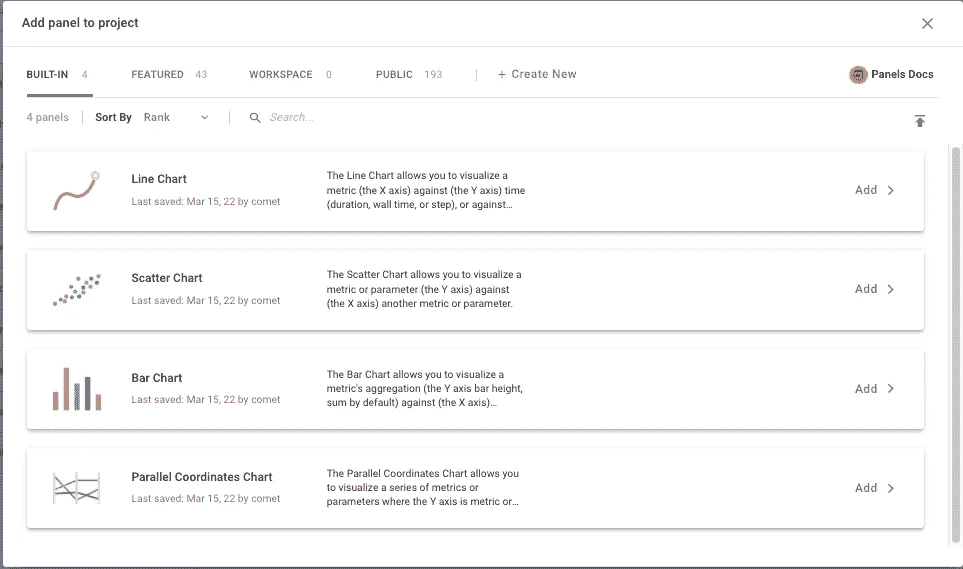 Add panel to project
BUILT-IN 4 FEATURED 43 WORKSPACE 0 PUBLIC 193 + Create New Panels Docs
4 panels Sort By Rank Search...
Line Chart
Last saved: Mar 15, 22 by comet
The Line Chart allows you to visualize a
metric (the X axis) against (the Y axis) time
(duration, wall time, or step), or against...
Add
Scatter Chart
Last saved: Mar 15, 22 by comet
The Scatter Chart allows you to visualize a
metric or parameter (the Y axis) against
(the X axis) another metric or parameter.
Add
Bar Chart
Last saved: Mar 15, 22 by comet
The Bar Chart allows you to visualize a
metric's aggregation (the Y axis bar height,
sum by default) against (the X axis)...
Add
Parallel Coordinates Chart
Last saved: Mar 15, 22 by comet
The Parallel Coordinates Chart allows you
to visualize a series of metrics or
parameters where the Y axis is metric or...
Add